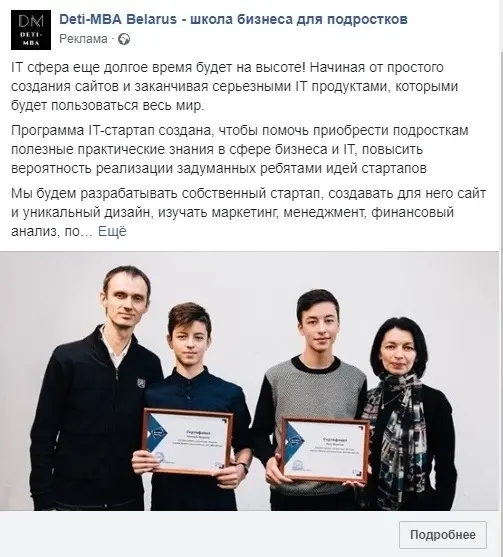 DM
DETI-
MBA
Deti-MBA Belarus - школа бизнеса для подростков
Реклама ·
IT сфера еще долгое время будет на высоте! Начиная от простого
создания сайтов и заканчивая серьезными IT продуктами, которыми
будет пользоваться весь мир.
Программа IT-стартап создана, чтобы помочь приобрести подросткам
полезные практические знания в сфере бизнеса и IT, повысить
вероятность реализации задуманных ребятами идей стартапов
Мы будем разрабатывать собственный стартап, создавать для него сайт
и уникальный дизайн, изучать маркетинг, менеджмент, финансовый
анализ, по… Ещё
Сертификат
Сертификат
Подробнее